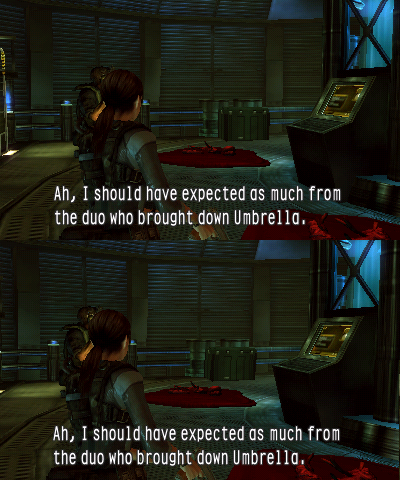 Ah, I should have expected as much from
the duo who brought down Umbrella.
Ah, I should have expected as much from
the duo who brought down Umbrella.